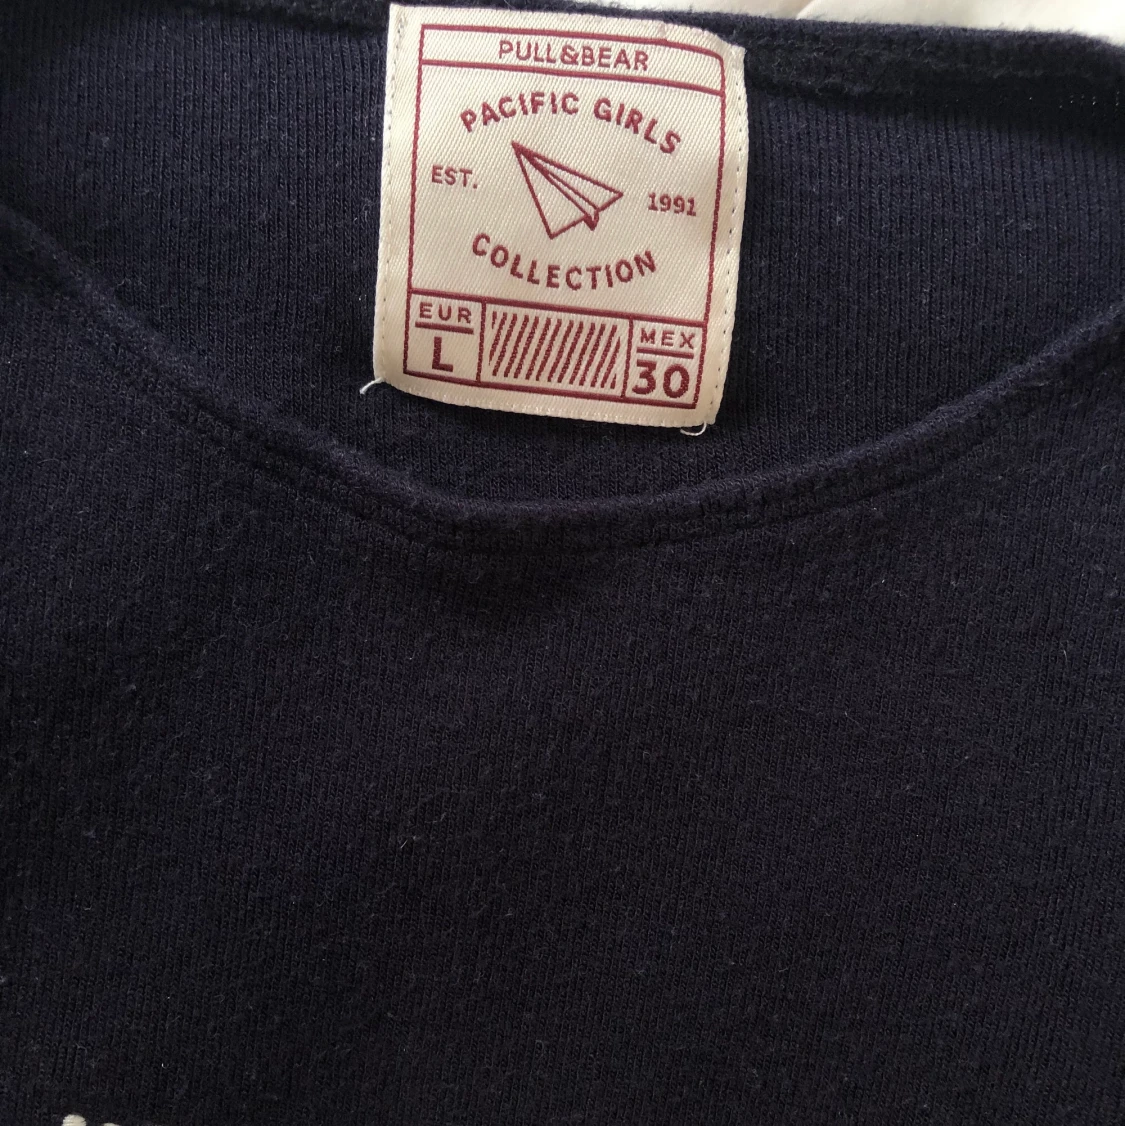 PULL&BEAR
PACIFIC GIRLS
EST. 1991
COLLECTION
EUR MEX
L 30